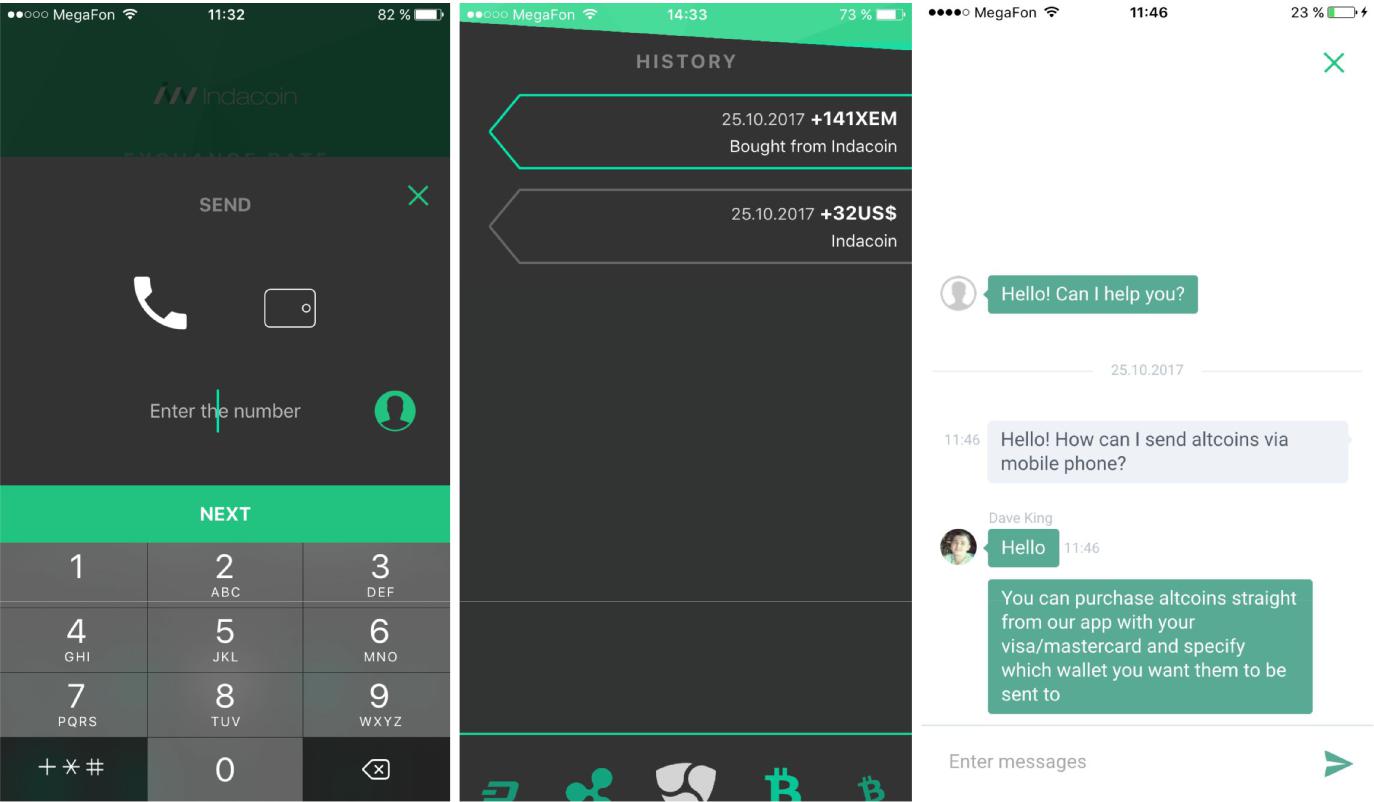 MegaFon 11:32 82 %
Indacoin
EXCHANGE RATE
SEND
Enter the number
NEXT
1
2
ABC
3
DEF
4
GHI
5
JKL
6
MNO
7
PQRS
8
TUV
9
WXYZ
+*#
0
MegaFon 14:33 73 %
HISTORY
25.10.2017 +141XEM
Bought from Indacoin
25.10.2017 +32US$
Indacoin
MegaFon 11:46 23 %
Hello! Can I help you?
25.10.2017
11:46
Hello! How can I send altcoins via
mobile phone?
Dave King
Hello 11:46
You can purchase altcoins straight
from our app with your
visa/mastercard and specify
which wallet you want them to be
sent to
Enter messages